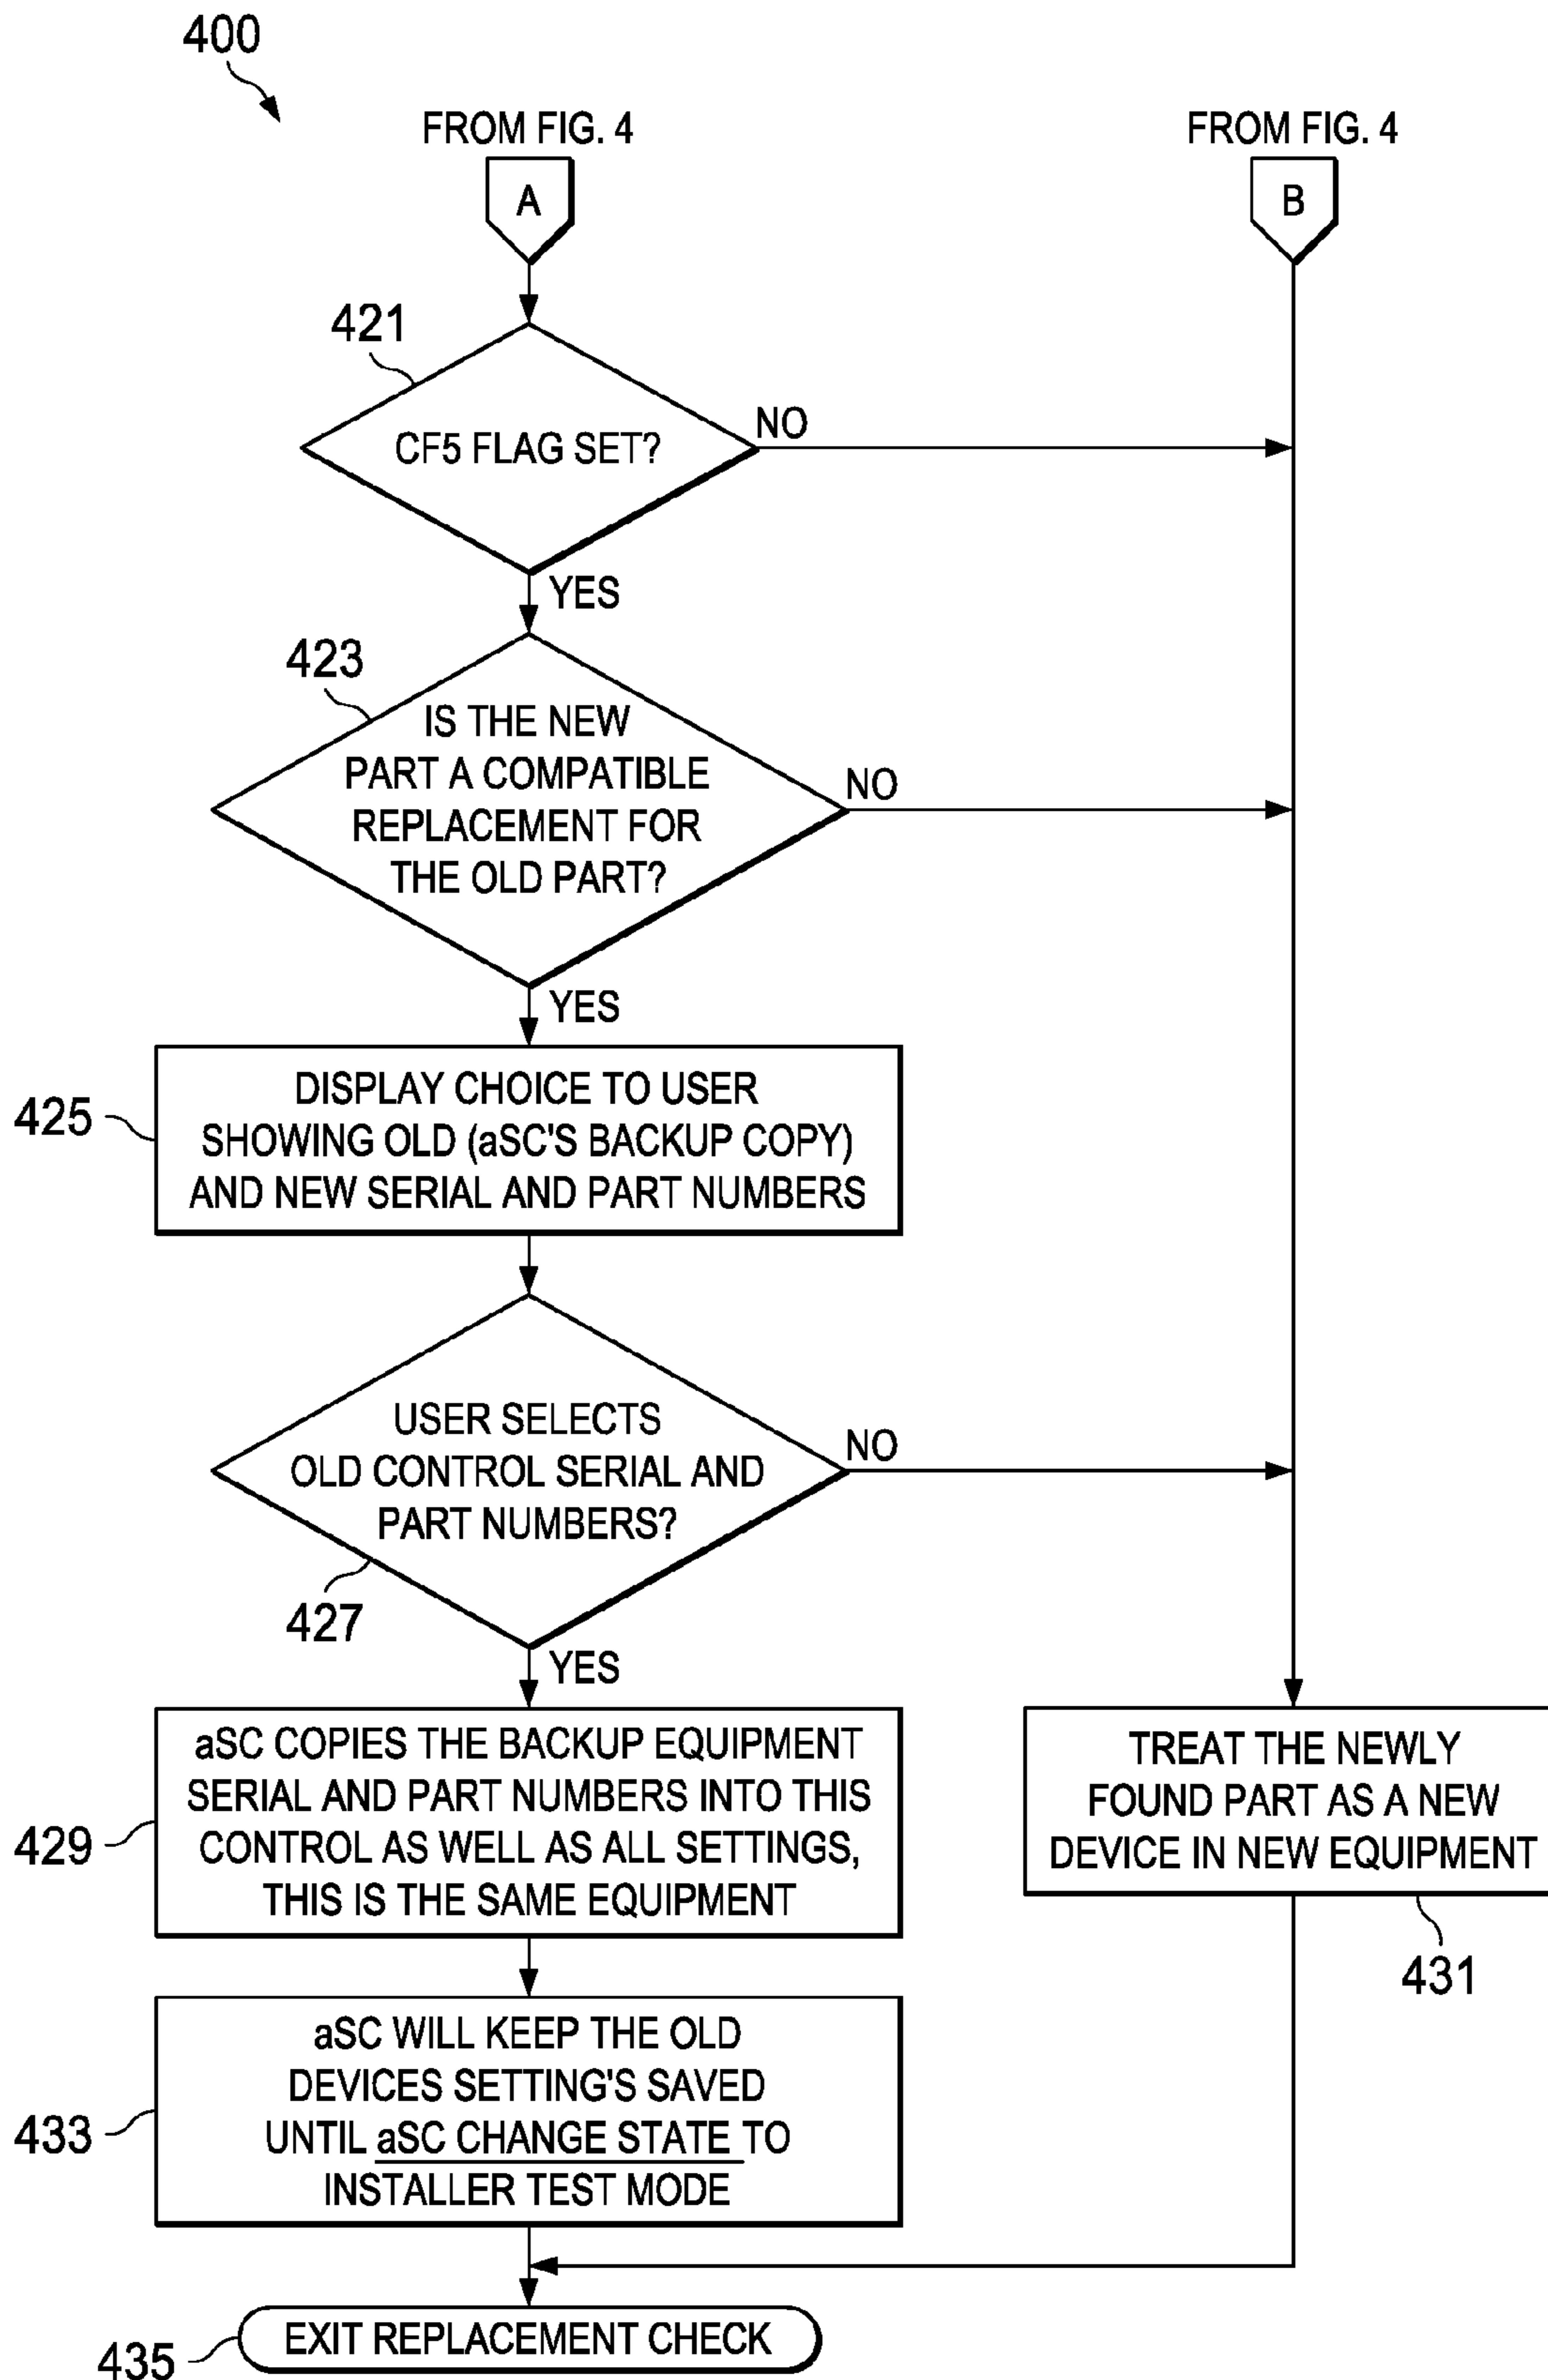 400
FROM FIG. 4
FROM FIG. 4
A
B
421
CF5 FLAG SET?
NO
YES
423
IS THE NEW
PART A COMPATIBLE
REPLACEMENT FOR
THE OLD PART?
NO
YES
425
DISPLAY CHOICE TO USER
SHOWING OLD (aSC'S BACKUP COPY)
AND NEW SERIAL AND PART NUMBERS
USER SELECTS
OLD CONTROL SERIAL AND
PART NUMBERS?
NO
427
YES
429
aSC COPIES THE BACKUP EQUIPMENT
SERIAL AND PART NUMBERS INTO THIS
CONTROL AS WELL AS ALL SETTINGS,
THIS IS THE SAME EQUIPMENT
TREAT THE NEWLY
FOUND PART AS A NEW
DEVICE IN NEW EQUIPMENT
431
433
aSC WILL KEEP THE OLD
DEVICES SETTING'S SAVED
UNTIL aSC CHANGE STATE TO
INSTALLER TEST MODE
435
EXIT REPLACEMENT CHECK